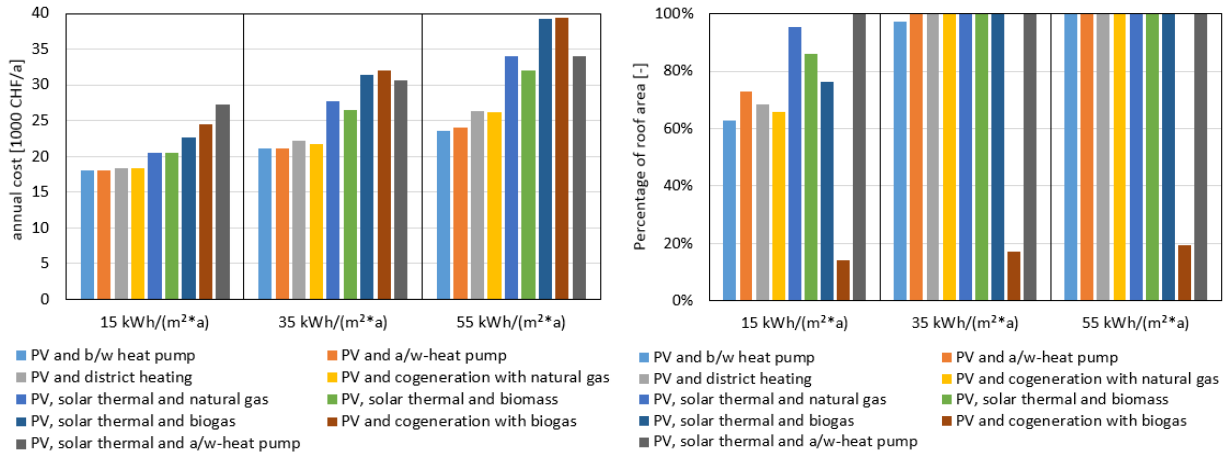 annual cost [1000 CHF/a]
40
35
30
25
20
15
10
5
0
15 kWh/(m²*a)
35 kWh/(m²*a)
55 kWh/(m²*a)
PV and b/w heat pump
PV and a/w-heat pump
PV and district heating
PV and cogeneration with natural gas
PV, solar thermal and natural gas
PV, solar thermal and biomass
PV, solar thermal and biogas
PV and cogeneration with biogas
PV, solar thermal and a/w-heat pump
Percentage of roof area [-]
100%
80%
60%
40%
20%
0%
15 kWh/(m²*a)
35 kWh/(m²*a)
55 kWh/(m²*a)
PV and b/w heat pump
PV and a/w-heat pump
PV and district heating
PV and cogeneration with natural gas
PV, solar thermal and natural gas
PV, solar thermal and biomass
PV, solar thermal and biogas
PV and cogeneration with biogas
PV, solar thermal and a/w-heat pump